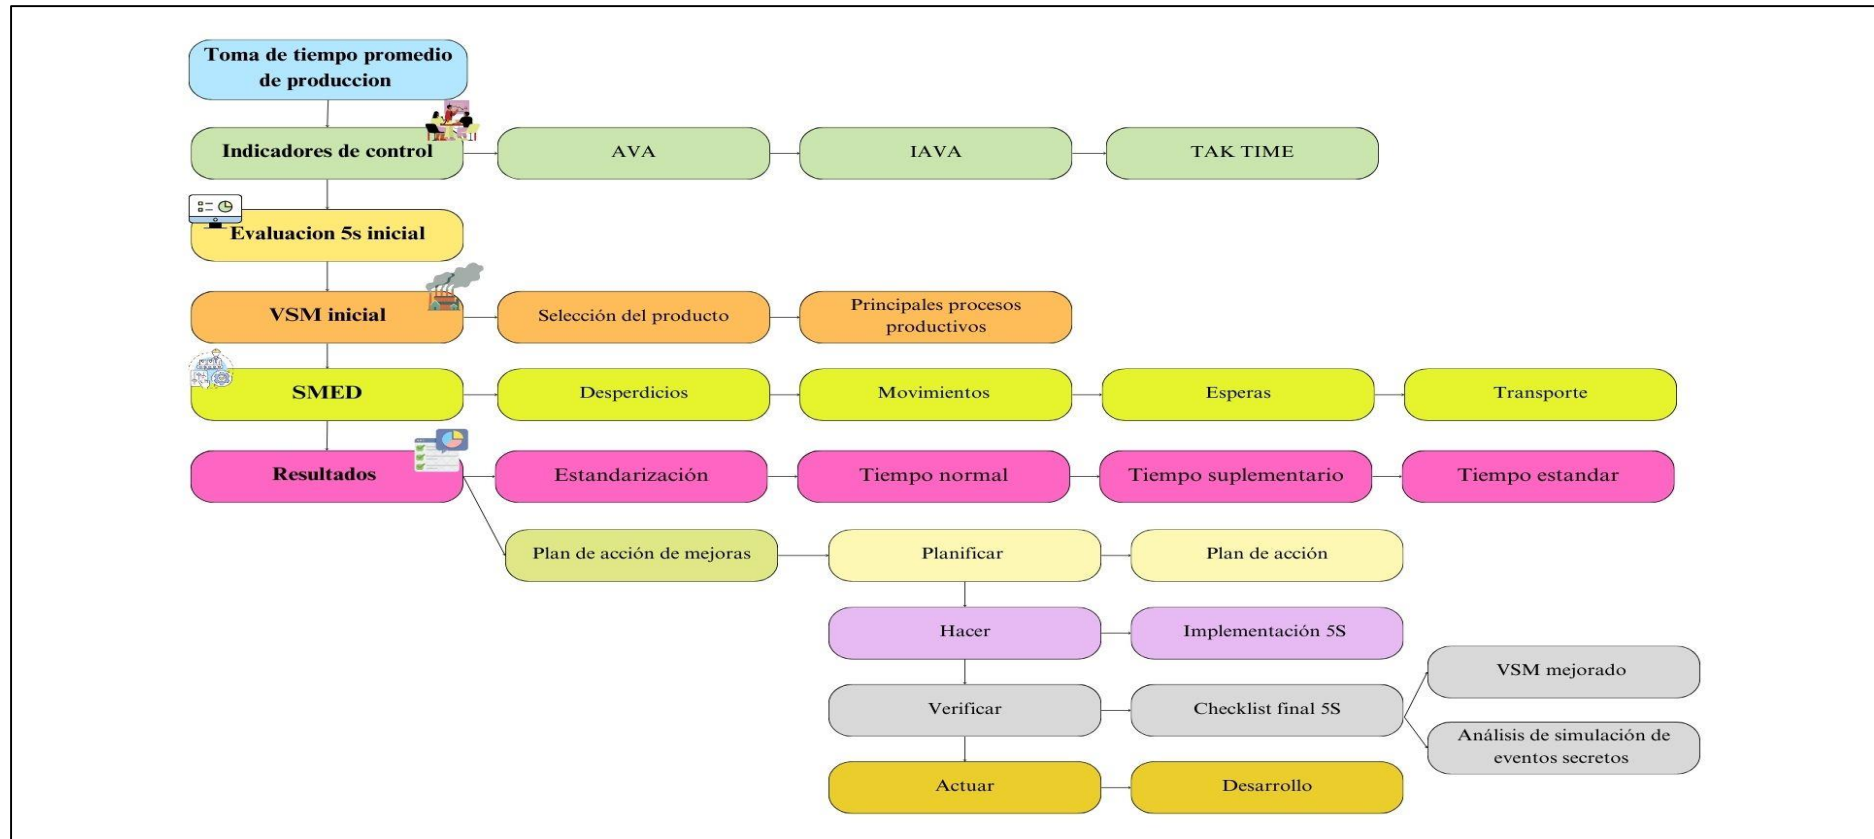 Toma de tiempo promedio
de produccion
Indicadores de control
AVA
IAVA
TAK TIME
Evaluacion 5s inicial
VSM inicial
Selección del producto
Principales procesos
productivos
SMED
Desperdicios
Movimientos
Esperas
Transporte
Resultados
Estandarización
Tiempo normal
Tiempo suplementario
Tiempo estandar
Plan de acción de mejoras
Planificar
Plan de acción
Hacer
Implementación 5S
Verificar
Checklist final 5S
VSM mejorado
Análisis de simulación de
eventos secretos
Actuar
Desarrollo